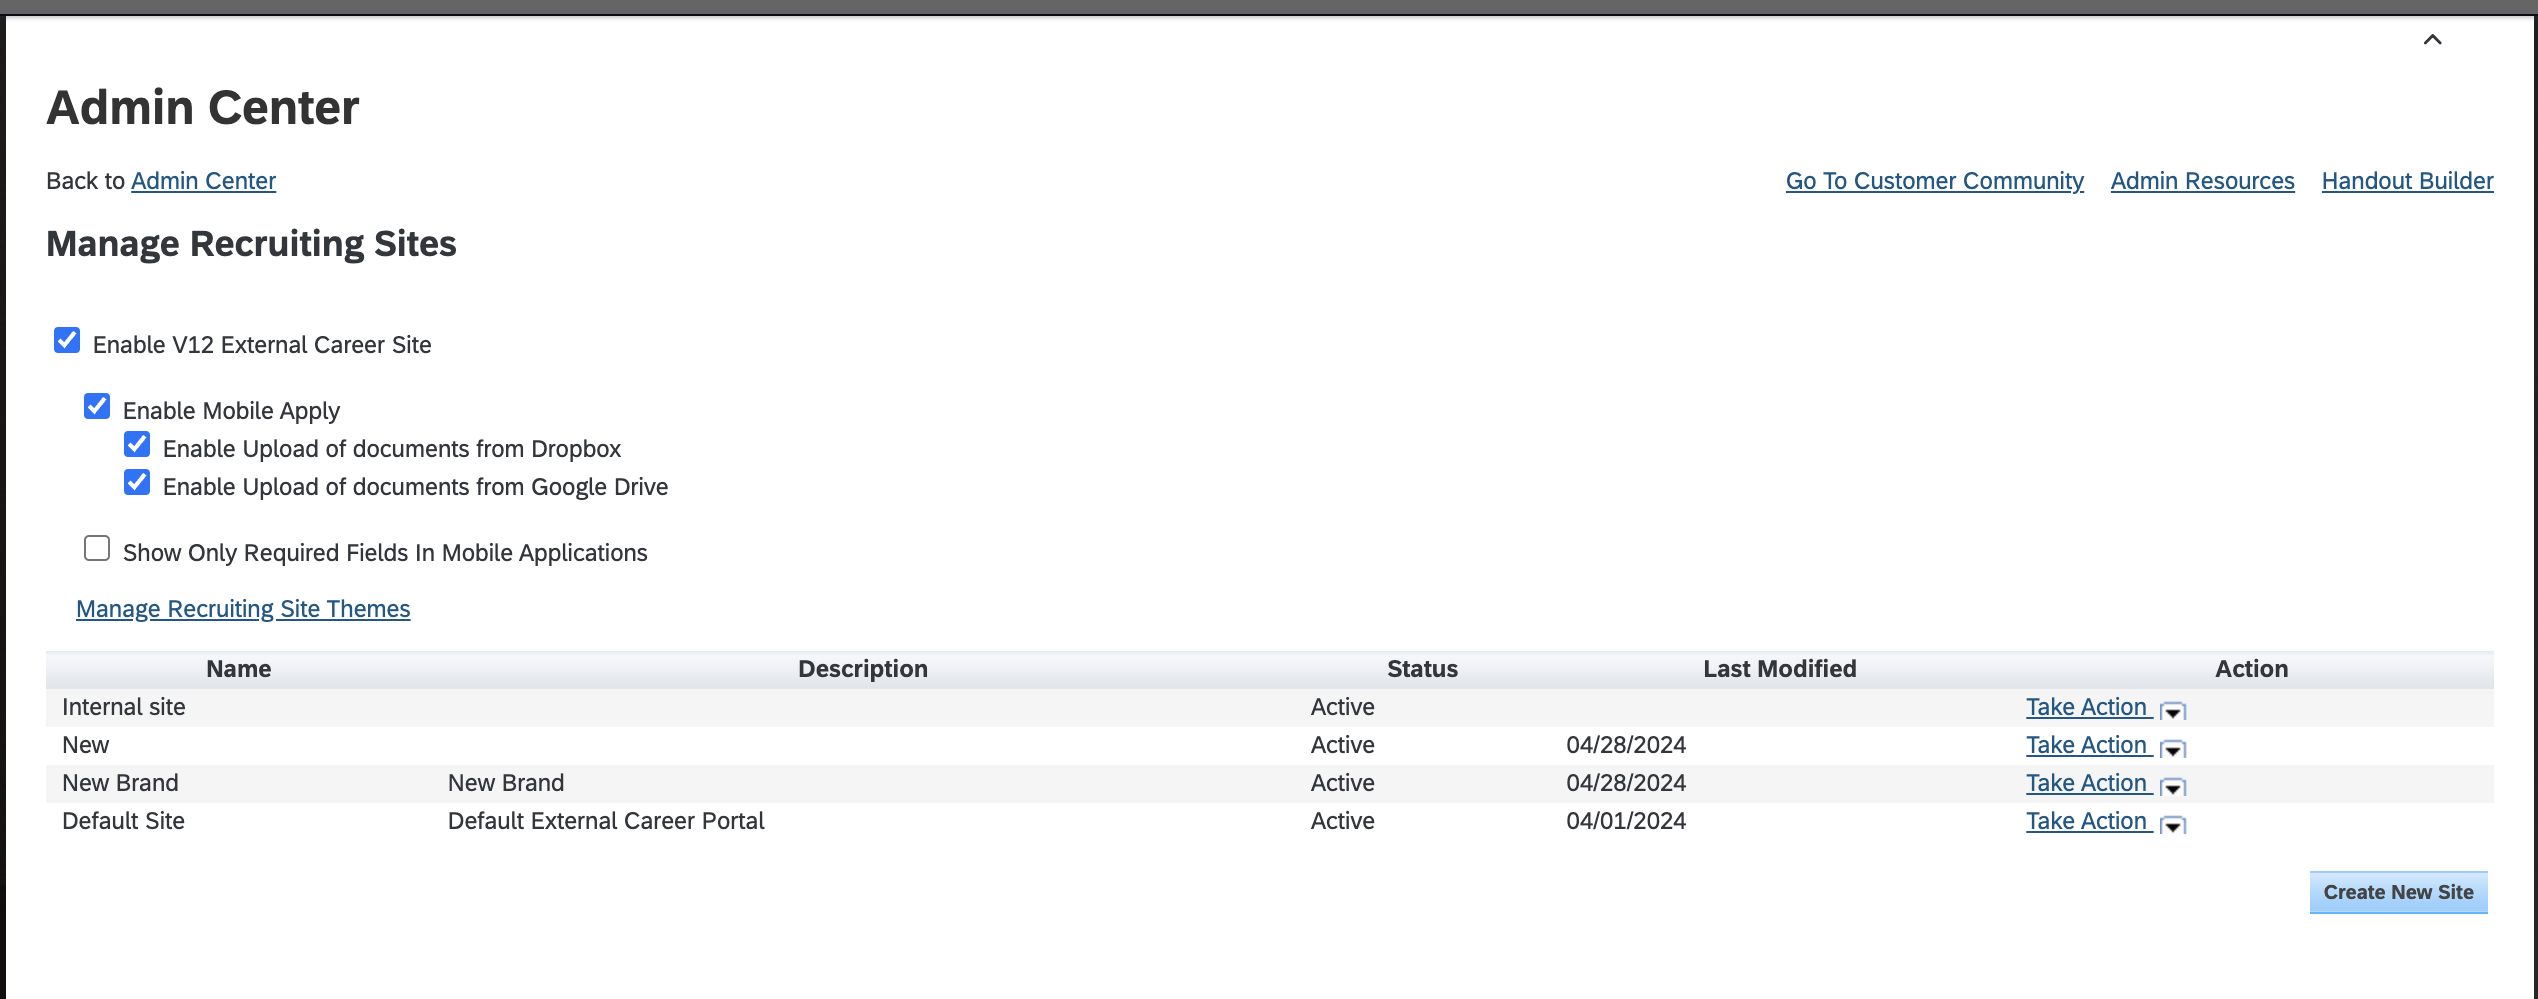 Admin Center
Back to Admin Center
Go To Customer Community Admin Resources Handout Builder
Manage Recruiting Sites
Enable V12 External Career Site
Enable Mobile Apply
Enable Upload of documents from Dropbox
Enable Upload of documents from Google Drive
Show Only Required Fields In Mobile Applications
Manage Recruiting Site Themes
Name Description Status Last Modified Action
Internal site Active Take Action
New Active 04/28/2024 Take Action
New Brand New Brand Active 04/28/2024 Take Action
Default Site Default External Career Portal Active 04/01/2024 Take Action
Create New Site